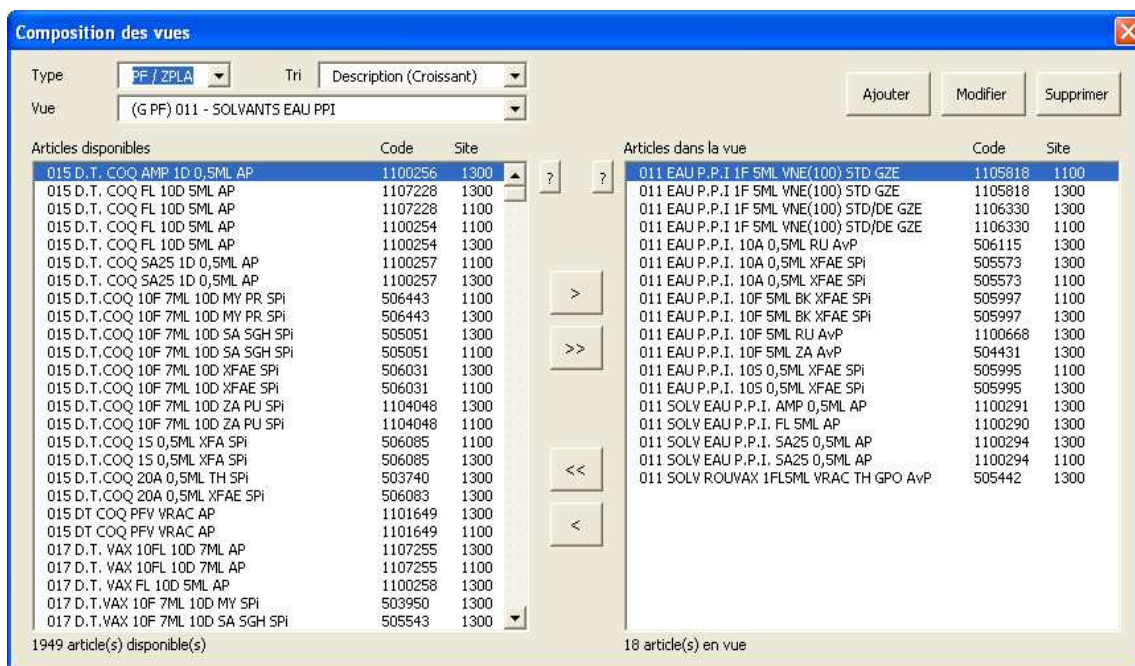 Composition des vues
Type PF / ZPLA Tri Description (Croissant)
Vue (G PF) 011 - SOLVANTS EAU PPI
Ajouter Modifier Supprimer
Articles disponibles Code Site
015 D.T. COQ AMP 1D 0,5ML AP 1100256 1300
015 D.T. COQ FL 10D 5ML AP 1107228 1300
015 D.T. COQ FL 10D 5ML AP 1107228 1100
015 D.T. COQ FL 10D 5ML AP 1100254 1100
015 D.T. COQ FL 10D 5ML AP 1100254 1300
015 D.T. COQ SA25 1D 0,5ML AP 1100257 1100
015 D.T. COQ SA25 1D 0,5ML AP 1100257 1300
015 D.T.COQ 10F 7ML 10D MY PR SPi 506443 1100
015 D.T.COQ 10F 7ML 10D MY PR SPi 506443 1300
015 D.T.COQ 10F 7ML 10D SA SGH SPi 505051 1300
015 D.T.COQ 10F 7ML 10D SA SGH SPi 505051 1100
015 D.T.COQ 10F 7ML 10D XFAE SPi 506031 1300
015 D.T.COQ 10F 7ML 10D XFAE SPi 506031 1100
015 D.T.COQ 10F 7ML 10D ZA PU SPi 1104048 1300
015 D.T.COQ 10F 7ML 10D ZA PU SPi 1104048 1100
015 D.T.COQ 1S 0,5ML XFA SPi 506085 1100
015 D.T.COQ 1S 0,5ML XFA SPi 506085 1300
015 D.T.COQ 20A 0,5ML TH SPi 503740 1300
015 D.T.COQ 20A 0,5ML XFAE SPi 506083 1300
015 DT COQ PFV VRAC AP 1101649 1300
015 DT COQ PFV VRAC AP 1101649 1100
017 D.T. VAX 10FL 10D 7ML AP 1107255 1300
017 D.T. VAX 10FL 10D 7ML AP 1107255 1100
017 D.T. VAX FL 10D 5ML AP 1100258 1300
017 D.T.VAX 10F 7ML 10D MY SPi 503950 1300
017 D.T.VAX 10F 7ML 10D SA SGH SPi 505543 1300
1949 article(s) disponible(s)
? ?
>
>>
<<
<
Articles dans la vue Code Site
011 EAU P.P.I 1F 5ML VNE(100) STD GZE 1105818 1100
011 EAU P.P.I 1F 5ML VNE(100) STD GZE 1105818 1300
011 EAU P.P.I 1F 5ML VNE(100) STD/DE GZE 1106330 1300
011 EAU P.P.I 1F 5ML VNE(100) STD/DE GZE 1106330 1100
011 EAU P.P.I. 10A 0,5ML RU AvP 506115 1300
011 EAU P.P.I. 10A 0,5ML XFAE SPi 505573 1300
011 EAU P.P.I. 10A 0,5ML XFAE SPi 505573 1100
011 EAU P.P.I. 10F 5ML BK XFAE SPi 505997 1100
011 EAU P.P.I. 10F 5ML BK XFAE SPi 505997 1300
011 EAU P.P.I. 10F 5ML RU AvP 1100668 1300
011 EAU P.P.I. 10F 5ML ZA AvP 504431 1300
011 EAU P.P.I. 10S 0,5ML XFAE SPi 505995 1100
011 EAU P.P.I. 10S 0,5ML XFAE SPi 505995 1300
011 SOLV EAU P.P.I. AMP 0,5ML AP 1100291 1300
011 SOLV EAU P.P.I. FL 5ML AP 1100290 1300
011 SOLV EAU P.P.I. SA25 0,5ML AP 1100294 1300
011 SOLV EAU P.P.I. SA25 0,5ML AP 1100294 1100
011 SOLV ROUVAX 1FL5ML VRAC TH GPO AvP 505442 1300
18 article(s) en vue